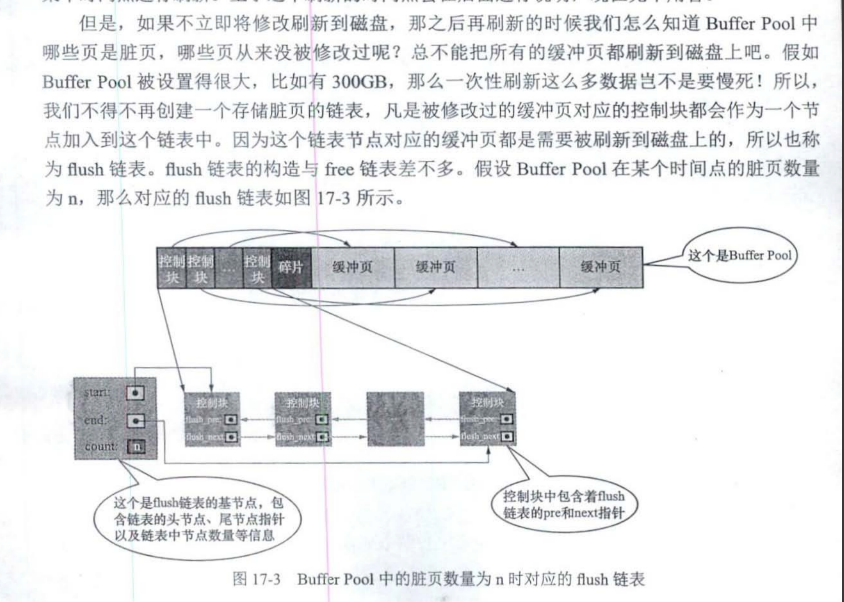 但是，如果不立即将修改刷新到磁盘，那之后再刷新的时候我们怎么知道 Buffer Pool 中
哪些页是脏页，哪些页从来没被修改过呢？总不能把所有的缓冲页都刷新到磁盘上吧。假如
Buffer Pool 被设置得很大，比如有 300GB，那么一次性刷新这么多数据岂不是要慢死！所以，
我们不得不再创建一个存储脏页的链表，凡是被修改过的缓冲页对应的控制块都会作为一个节
点加入到这个链表中。因为这个链表节点对应的缓冲页都是需要被刷新到磁盘上的，所以也称
为 flush 链表。flush 链表的构造与 free 链表差不多。假设 Buffer Pool 在某个时间点的脏页数量
为 n，那么对应的 flush 链表如图 17-3 所示。
控制块 控制块 … 控制块 碎片 缓冲页 缓冲页 … 缓冲页
这个是Buffer Pool
start:
end:
count: n
控制块
flush_pre
flush_next
控制块
flush_pre
flush_next
控制块
flush_pre
flush_next
这个是flush链表的基节点，包
含链表的头节点、尾节点指针
以及链表中节点数量等信息
控制块中包含着flush
链表的pre和next指针
图 17-3 Buffer Pool 中的脏页数量为 n 时对应的 flush 链表